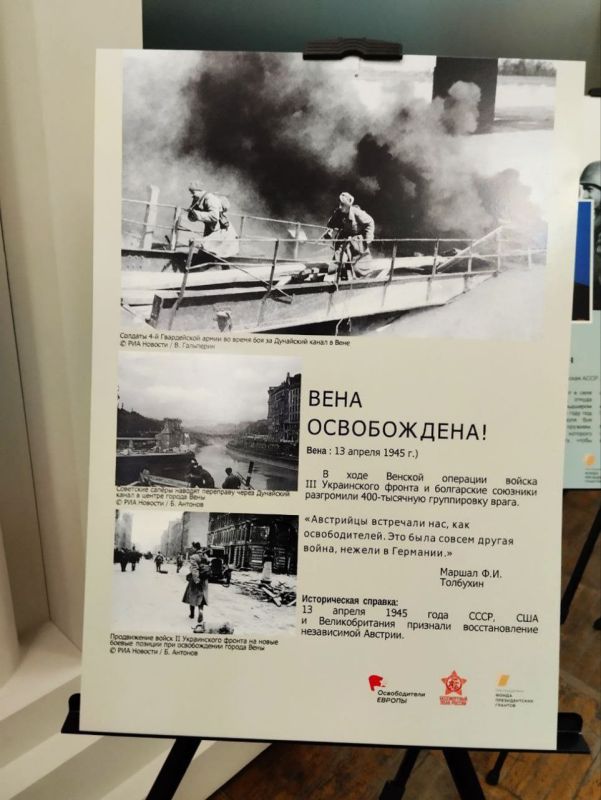 Солдаты 4-й Гвардейской армии во время боя за Дунайский канал в Вене
© РИА Новости / В. Гальперин
ВЕНА
ОСВОБОЖДЕНА!
Вена : 13 апреля 1945 г.)
В ходе Венской операции войска
III Украинского фронта и болгарские союзники
разгромили 400-тысячную группировку врага.
«Австрийцы встречали нас, как
освободителей. Это была совсем другая
война, нежели в Германии.»
Маршал Ф.И.
Толбухин
Историческая справка:
13 апреля 1945 года СССР, США
и Великобритания признали восстановление
независимой Австрии.
Советские сапёры наводят переправу через Дунайский
канал в центре города Вены
© РИА Новости / Б. Антонов
Продвижение войск II Украинского фронта на новые
боевые позиции при освобождении города Вены
© РИА Новости / Б. Антонов
Освободители
ЕВРОПЫ
БЕССМЕРТНЫЙ
ПОЛК РОССИИ
ФОНДА
ПРЕЗИДЕНТСКИХ
ГРАНТОВ